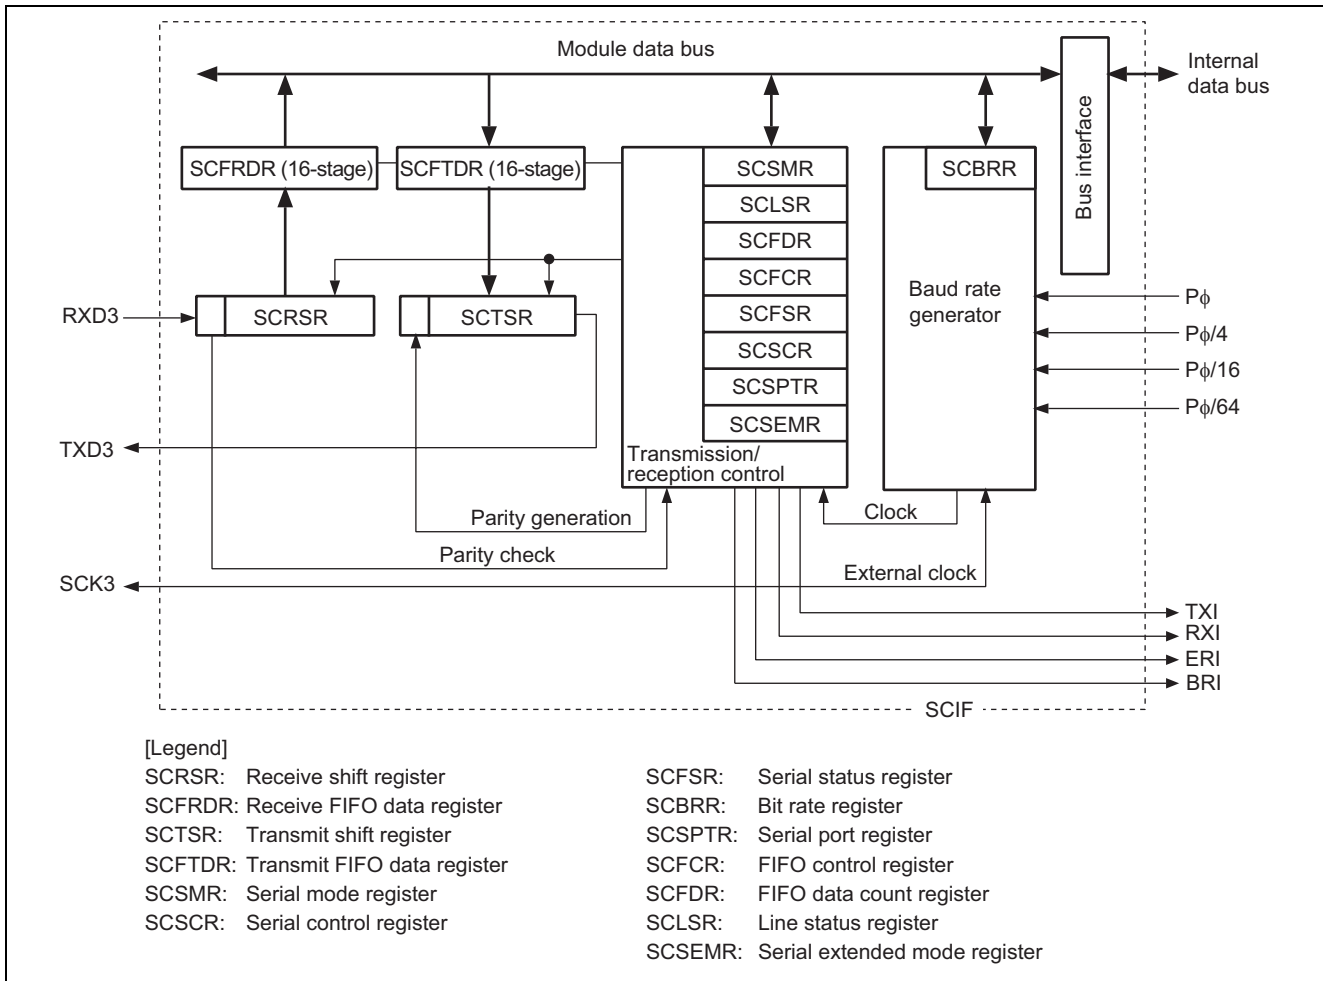 Module data bus
Internal
data bus
Bus interface
SCFRDR (16-stage)
SCFTDR (16-stage)
SCSMR
SCLSR
SCFDR
SCFCR
SCFSR
SCSCR
SCSPTR
SCSEMR
Transmission/
reception control
SCBRR
Baud rate
generator
Pϕ
Pϕ/4
Pϕ/16
Pϕ/64
RXD3
SCRSR
SCTSR
TXD3
Parity generation
Parity check
Clock
SCK3
External clock
TXI
RXI
ERI
BRI
SCIF
[Legend]
SCRSR: Receive shift register
SCFRDR: Receive FIFO data register
SCTSR: Transmit shift register
SCFTDR: Transmit FIFO data register
SCSMR: Serial mode register
SCSCR: Serial control register
SCFSR: Serial status register
SCBRR: Bit rate register
SCSPTR: Serial port register
SCFCR: FIFO control register
SCFDR: FIFO data count register
SCLSR: Line status register
SCSEMR: Serial extended mode register